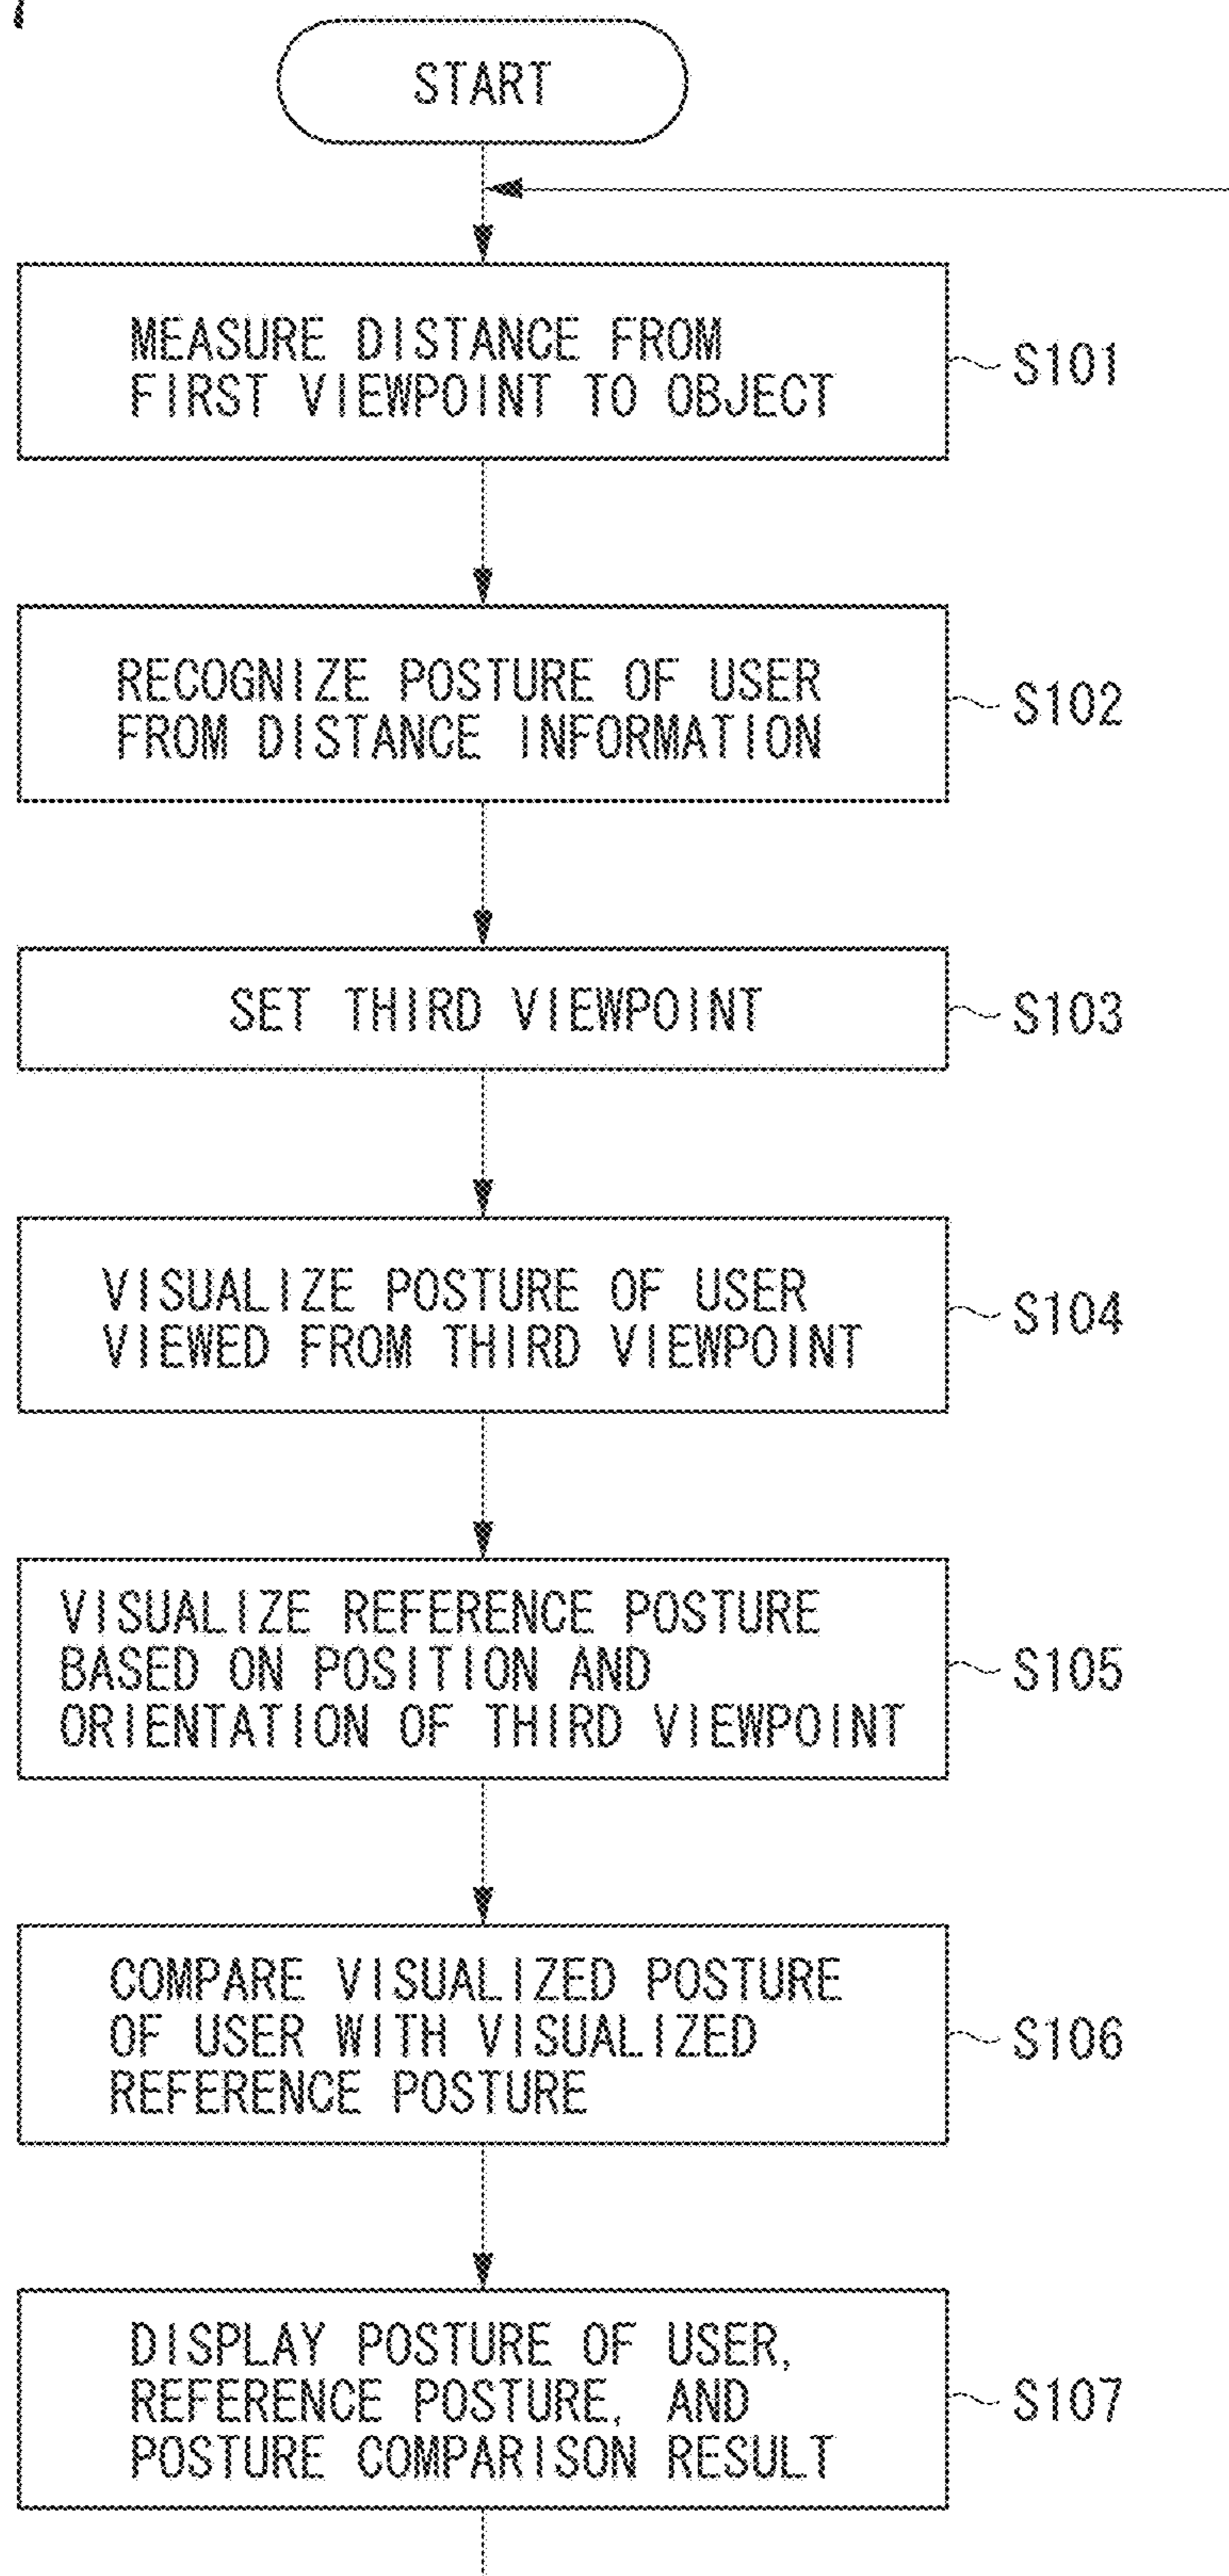 START
MEASURE DISTANCE FROM
FIRST VIEWPOINT TO OBJECT
S101
RECOGNIZE POSTURE OF USER
FROM DISTANCE INFORMATION
S102
SET THIRD VIEWPOINT
S103
VISUALIZE POSTURE OF USER
VIEWED FROM THIRD VIEWPOINT
S104
VISUALIZE REFERENCE POSTURE
BASED ON POSITION AND
ORIENTATION OF THIRD VIEWPOINT
S105
COMPARE VISUALIZED POSTURE
OF USER WITH VISUALIZED
REFERENCE POSTURE
S106
DISPLAY POSTURE OF USER,
REFERENCE POSTURE, AND
POSTURE COMPARISON RESULT
S107